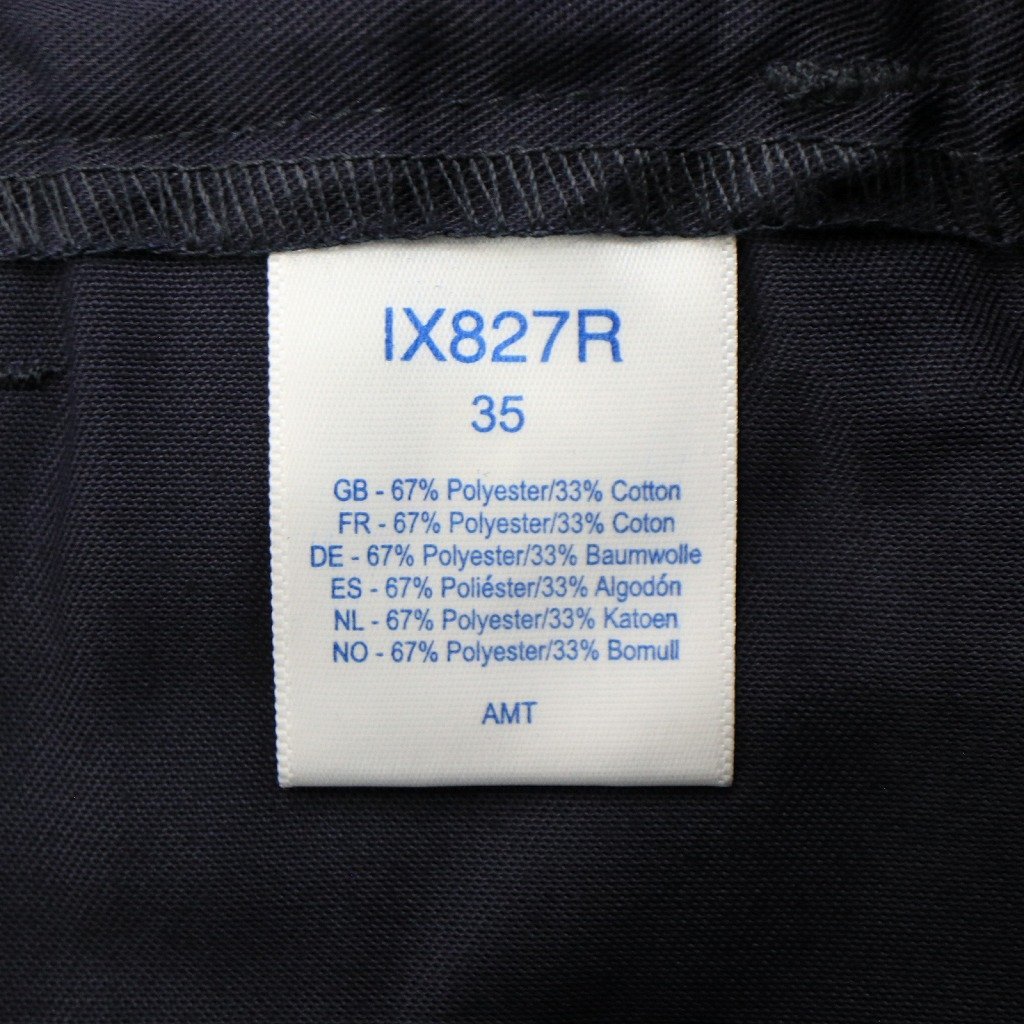 IX827R
35
GB - 67% Polyester/33% Cotton
FR - 67% Polyester/33% Coton
DE - 67% Polyester/33% Baumwolle
ES - 67% Poliéster/33% Algodón
NL - 67% Polyester/33% Katoen
NO - 67% Polyester/33% Bomull
AMT